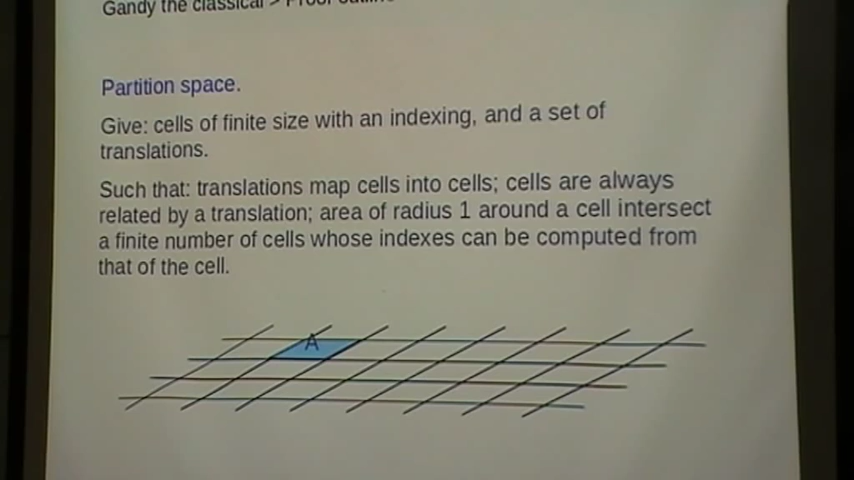 Gandy the classical > Proof outline
Partition space.
Give: cells of finite size with an indexing, and a set of
translations.
Such that: translations map cells into cells; cells are always
related by a translation; area of radius 1 around a cell intersect
a finite number of cells whose indexes can be computed from
that of the cell.
A